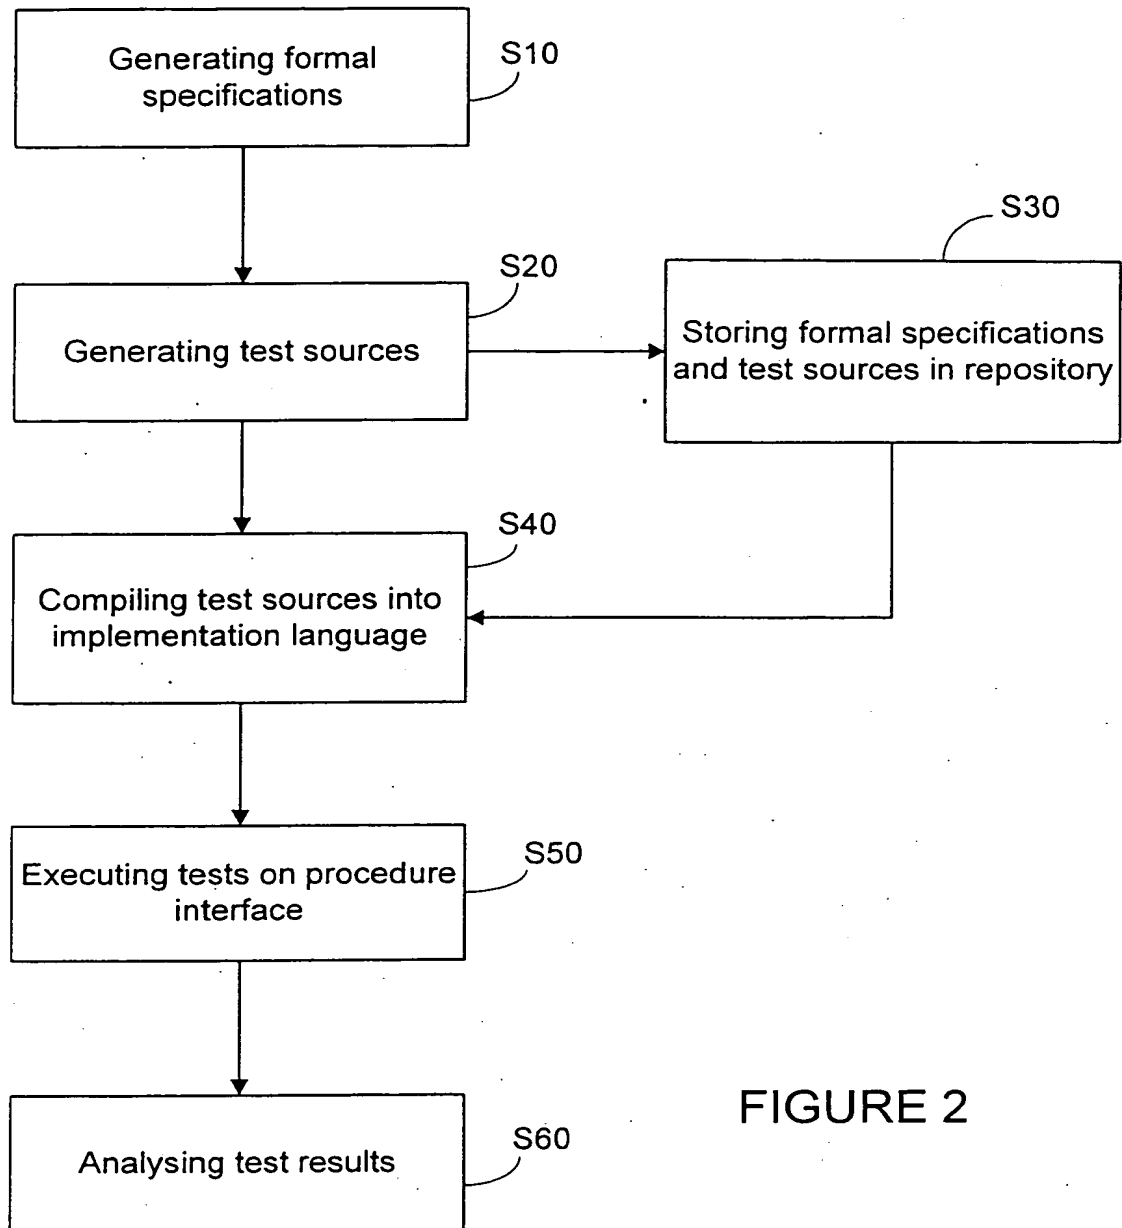 Generating formal
specifications
S10
S30
S20
Generating test sources
Storing formal specifications
and test sources in repository
S40
Compiling test sources into
implementation language
S50
Executing tests on procedure
interface
FIGURE 2
S60
Analysing test results